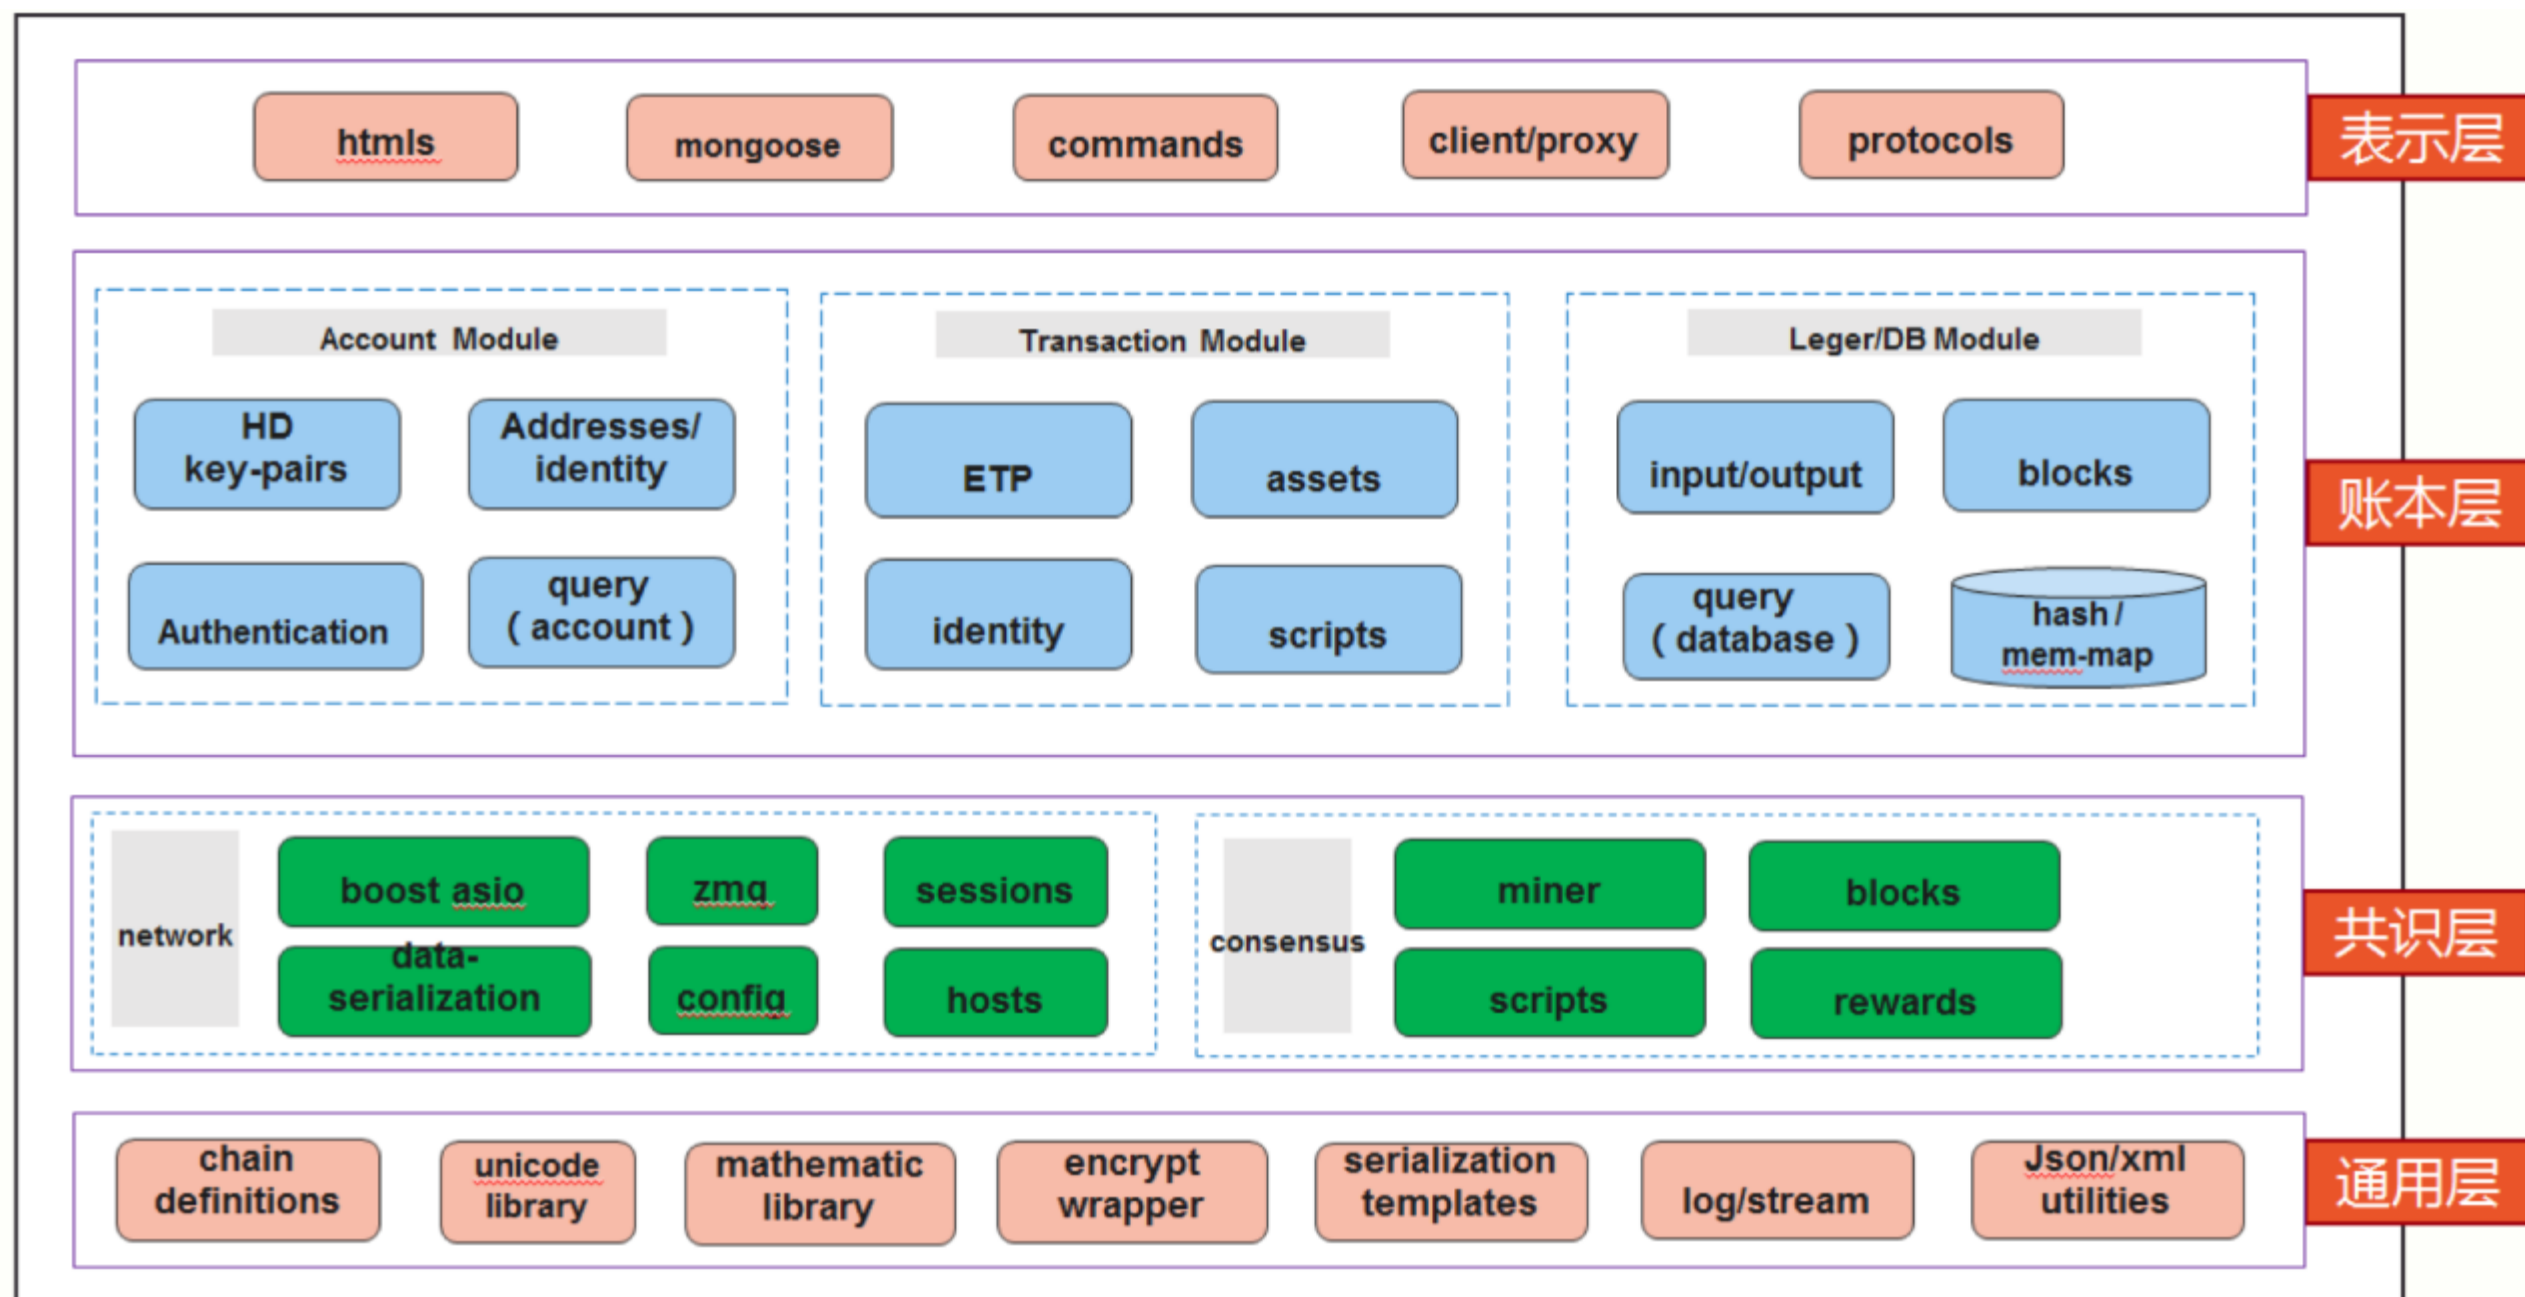 htmls
mongoose
commands
client/proxy
protocols
表示层
Account Module
HD
key-pairs
Addresses/
identity
Authentication
query
( account )
Transaction Module
ETP
assets
identity
scripts
Leger/DB Module
input/output
blocks
query
( database )
hash /
mem-map
账本层
network
boost asio
zmq
sessions
data-
serialization
config
hosts
consensus
miner
blocks
scripts
rewards
共识层
chain
definitions
unicode
library
mathematic
library
encrypt
wrapper
serialization
templates
log/stream
Json/xml
utilities
通用层